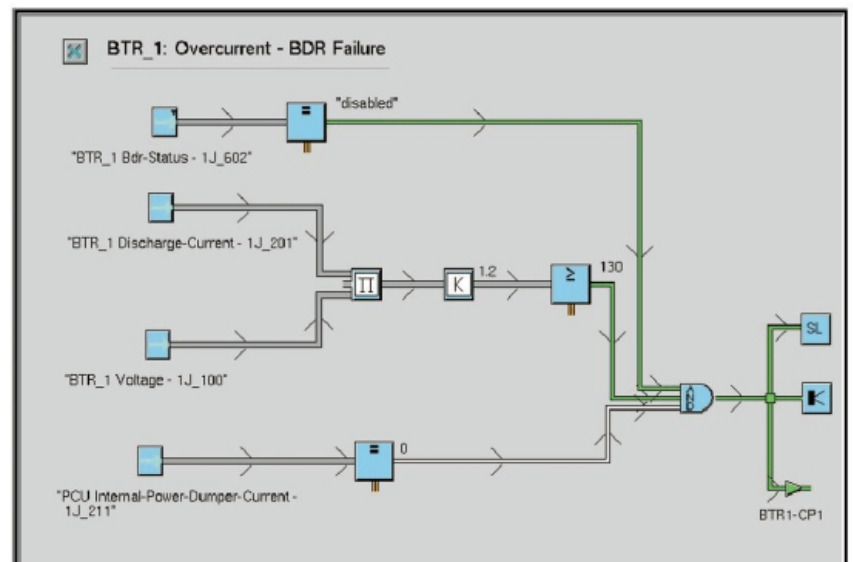 BTR_1: Overcurrent - BDR Failure
"disabled"
=
"BTR_1 Bdr-Status - 1J_602"
"BTR_1 Discharge-Current - 1J_201"
∏
K
1.2
≥
130
"BTR_1 Voltage - 1J_100"
SL
AND
K
=
0
"PCU Internal-Power-Dumper-Current -
1J_211"
BTR1-CP1